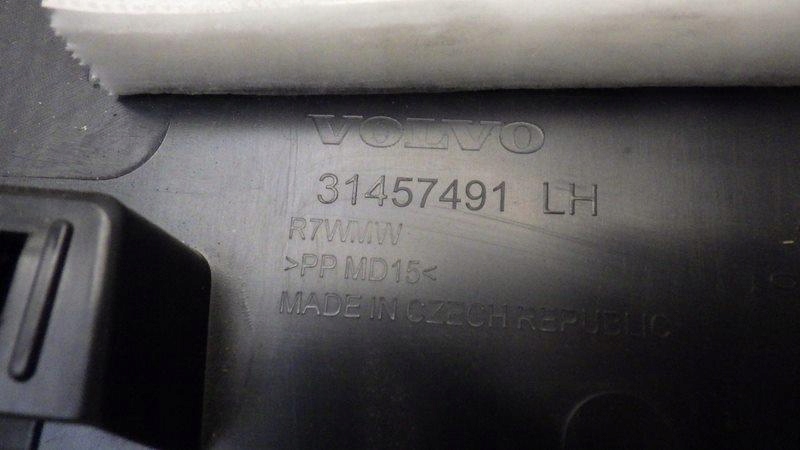 VOLVO
31457491 LH
R7WMW
>PP MD15<
MADE IN CZECH REPUBLIC